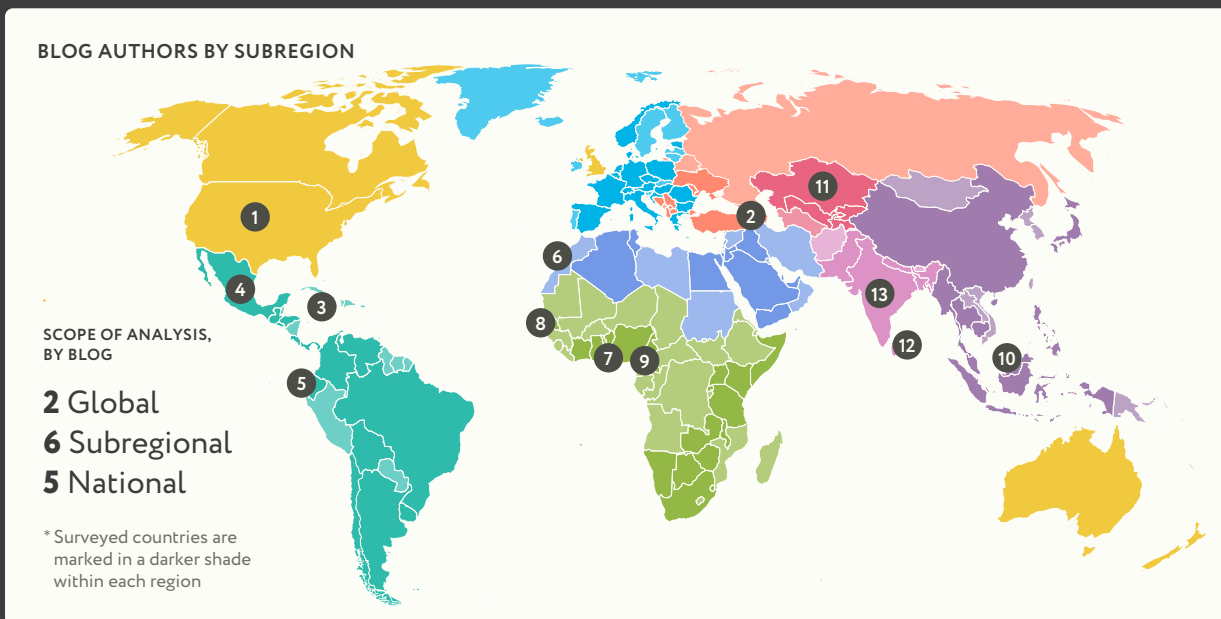 BLOG AUTHORS BY SUBREGION
1
2
3
4
5
6
7
8
9
10
11
12
13
SCOPE OF ANALYSIS,
BY BLOG
2 Global
6 Subregional
5 National
* Surveyed countries are
marked in a darker shade
within each region